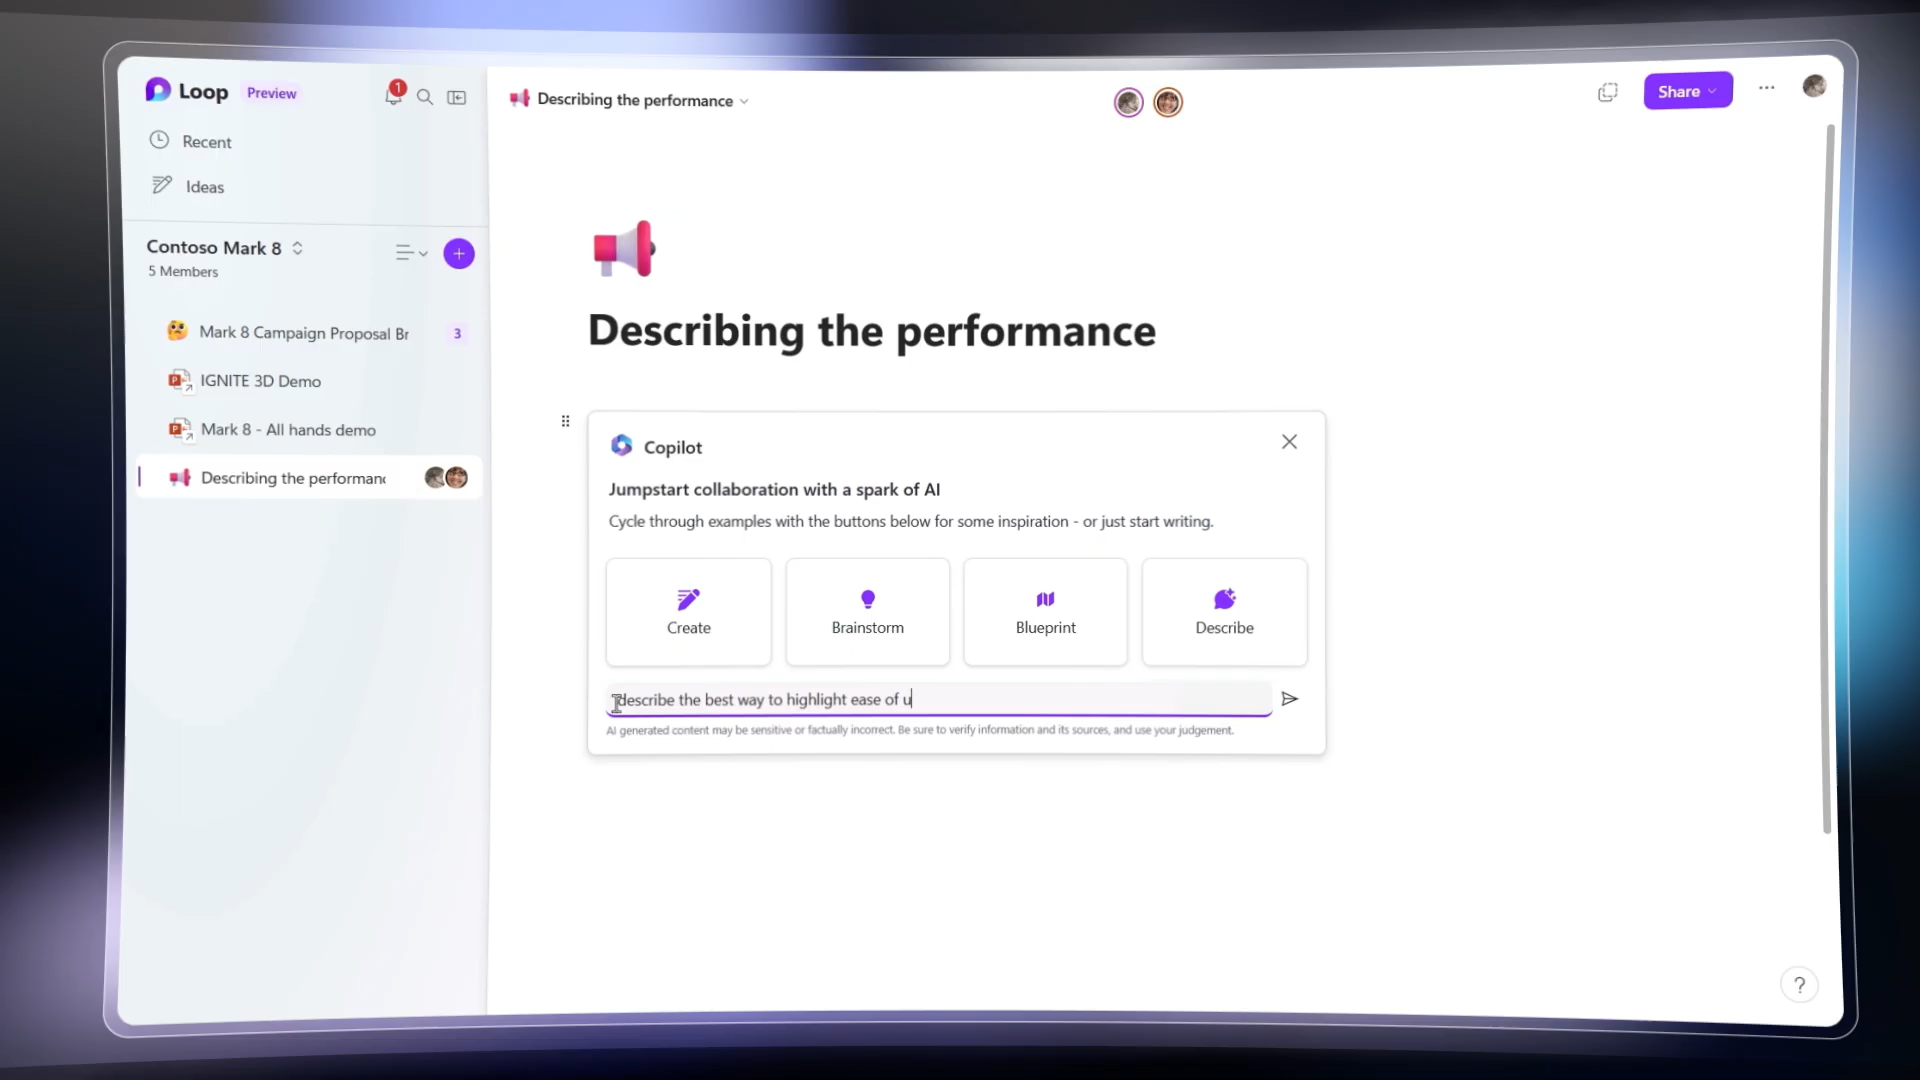 Loop Preview
1
Recent
Ideas
Contoso Mark 8
5 Members
Mark 8 Campaign Proposal Br
3
IGNITE 3D Demo
Mark 8 - All hands demo
Describing the performanc
Describing the performance
Share
Describing the performance
Copilot
Jumpstart collaboration with a spark of AI
Cycle through examples with the buttons below for some inspiration - or just start writing.
Create
Brainstorm
Blueprint
Describe
describe the best way to highlight ease of u
AI generated content may be sensitive or factually incorrect. Be sure to verify information and its sources, and use your judgement.
?